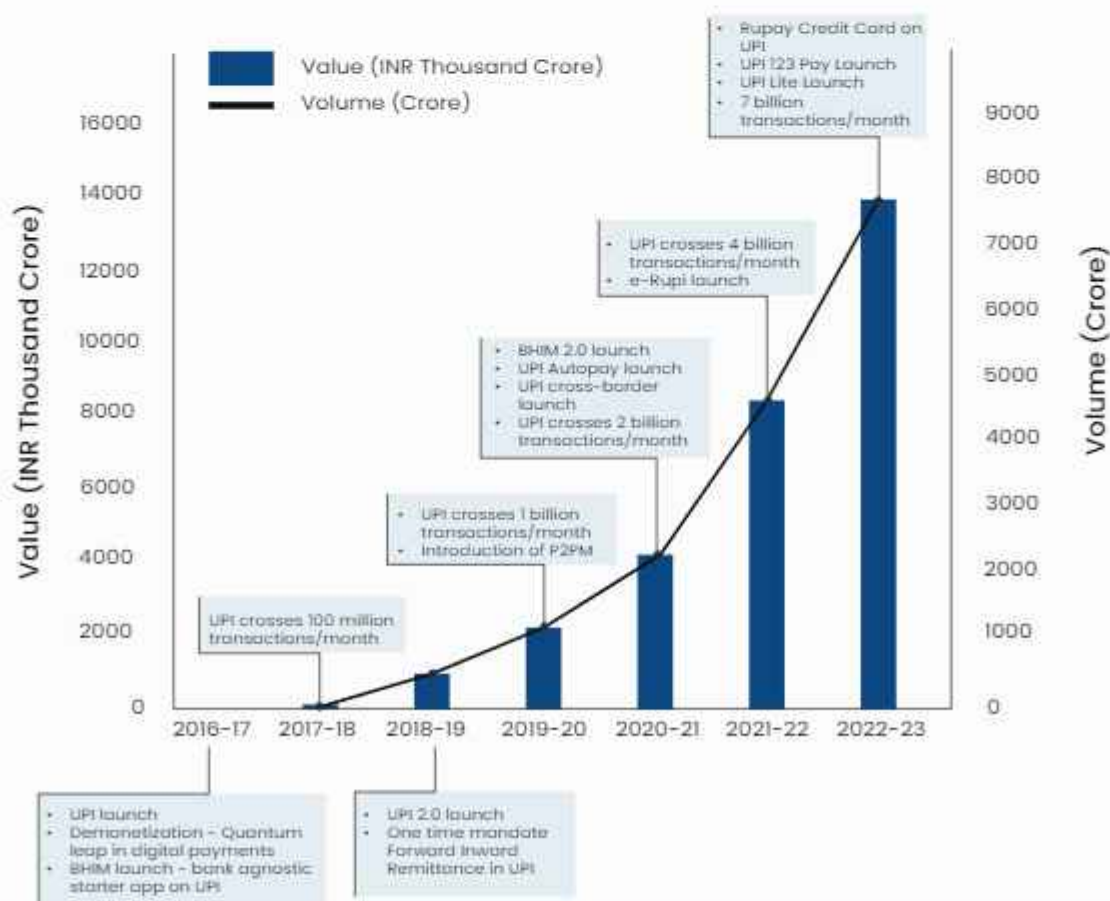 Value (INR Thousand Crore)
Volume (Crore)
• Rupay Credit Card on
UPI
• UPI 123 Pay Launch
• UPI Lite Launch
• 7 billion
transactions/month
• UPI crosses 4 billion
transactions/month
• e-Rupi launch
• BHIM 2.0 launch
• UPI Autopay launch
• UPI cross-border
launch
• UPI crosses 2 billion
transactions/month
• UPI crosses 1 billion
transactions/month
• Introduction of P2PM
UPI crosses 100 million
transactions/month
Value (INR Thousand Crore)
16000
14000
12000
10000
8000
6000
4000
2000
0
9000
8000
7000
6000
5000
4000
3000
2000
1000
0
Volume (Crore)
2016-17 2017-18 2018-19 2019-20 2020-21 2021-22 2022-23
• UPI launch
• Demonetization - Quantum
leap in digital payments
• BHIM launch - bank agnostic
starter app on UPI
• UPI 2.0 launch
• One time mandate
Forward Inward
Remittance in UPI